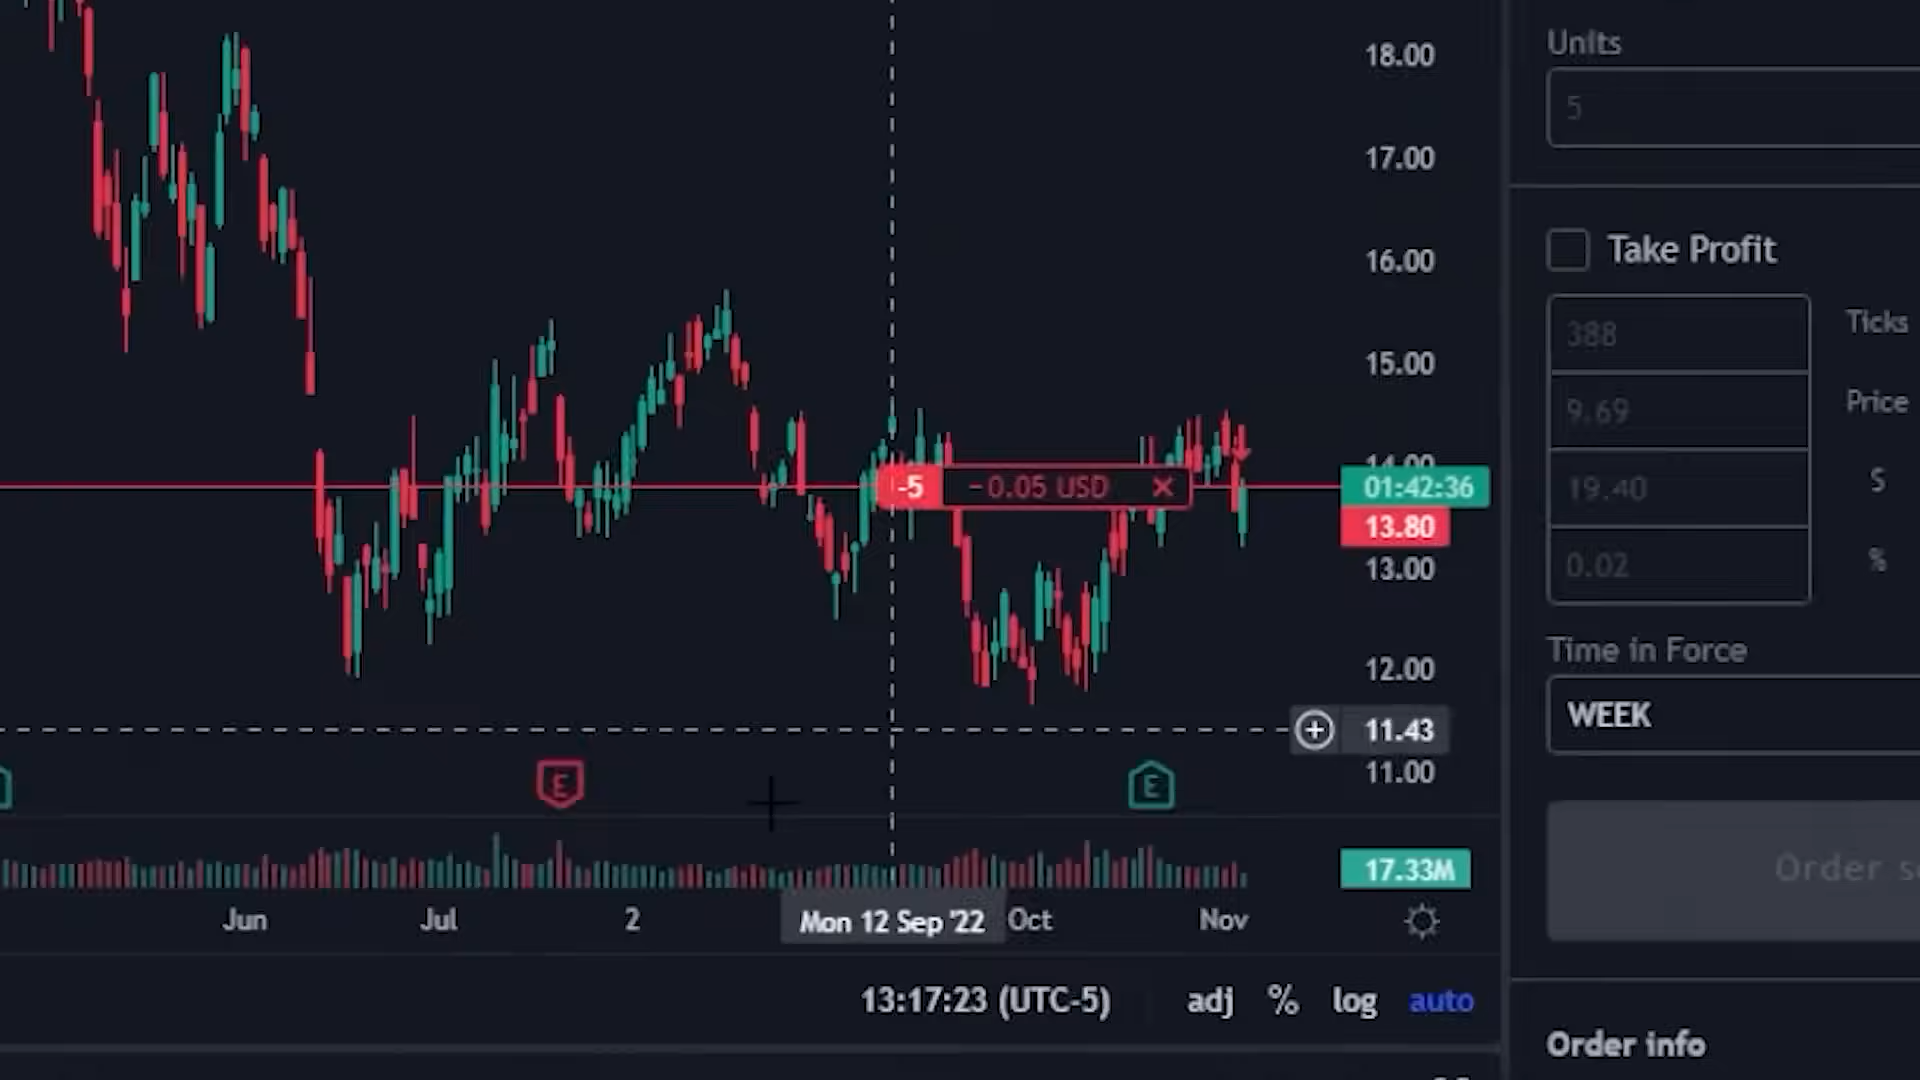 18.00
Units
5
17.00
Take Profit
16.00
388
Ticks
15.00
9.69
Price
14.00
-5
-0.05 USD
×
01:42:36
19.40
$
13.80
13.00
0.02
%
Time in Force
12.00
WEEK
11.43
11.00
E
E
17.33M
Order s
Jun
Jul
2
Mon 12 Sep '22
Oct
Nov
13:17:23 (UTC-5)
adj
%
log
auto
Order info